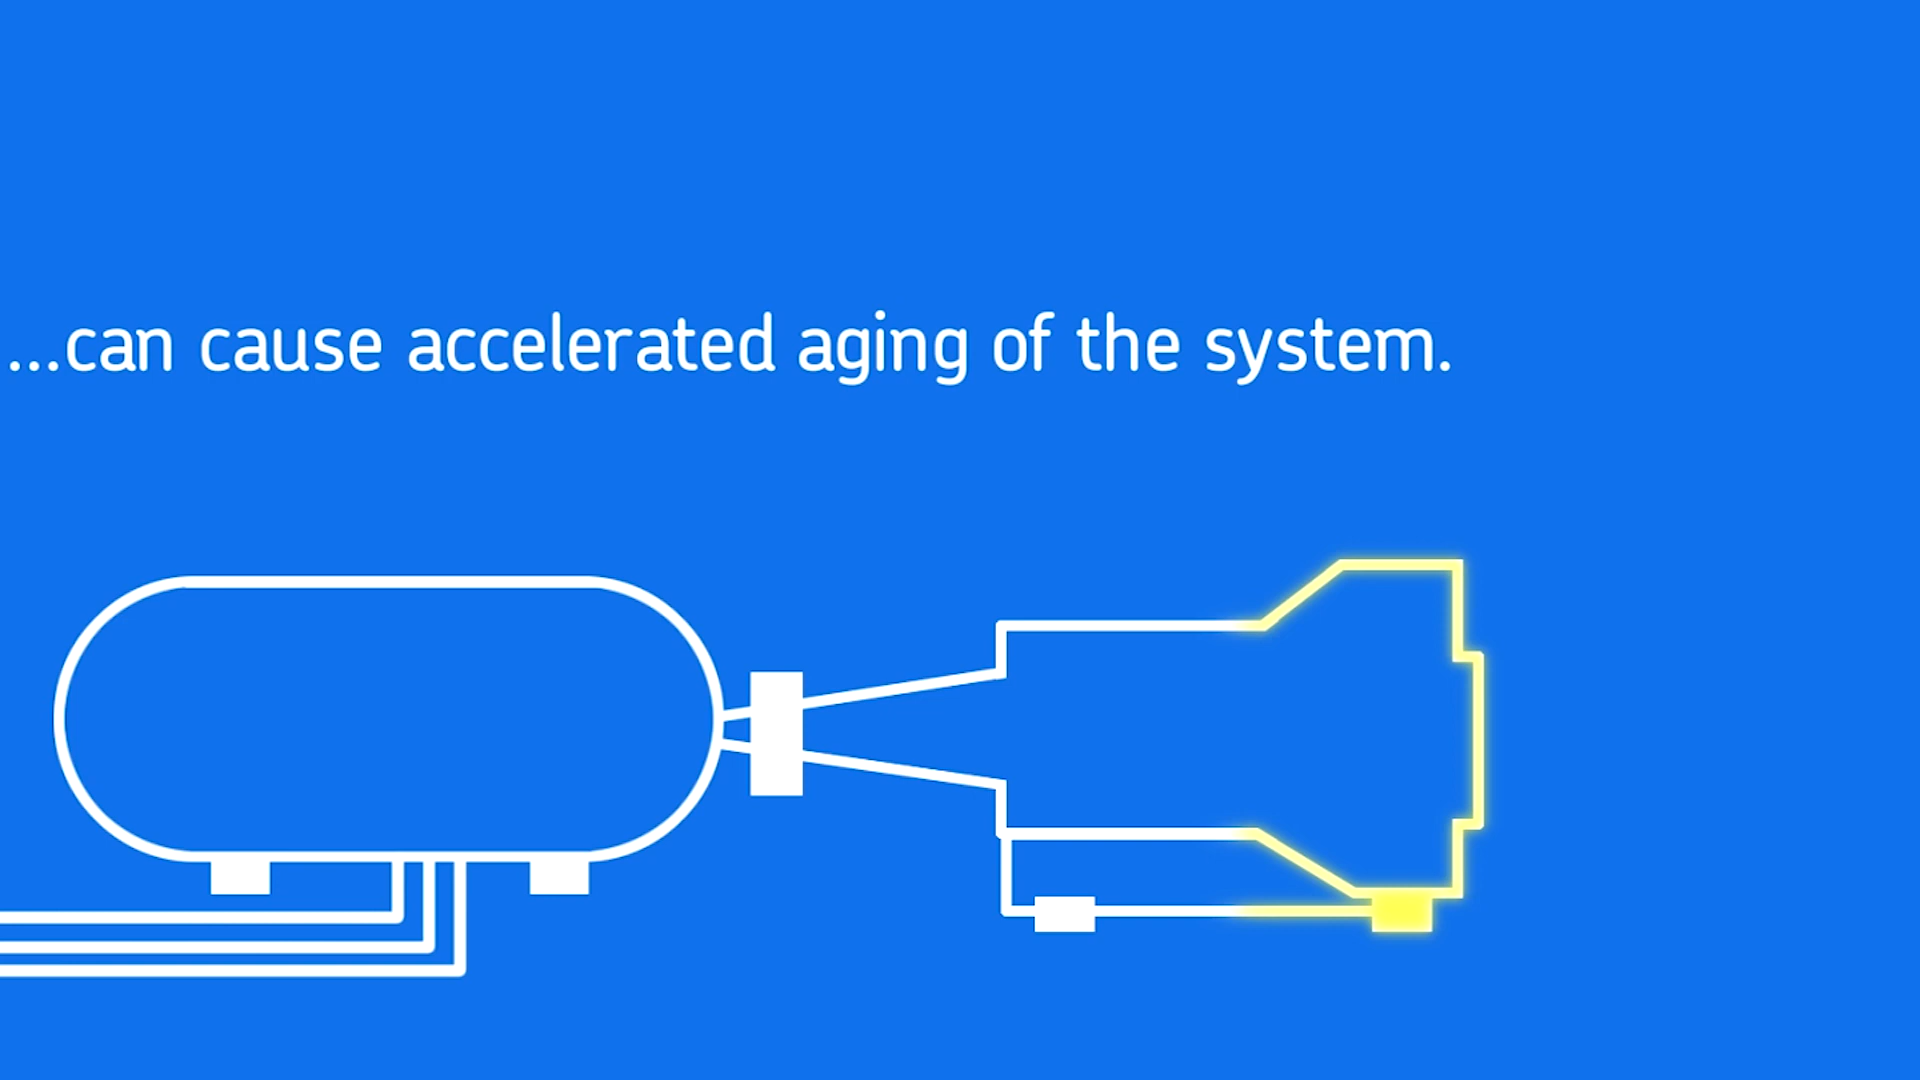 ...can cause accelerated aging of the system.